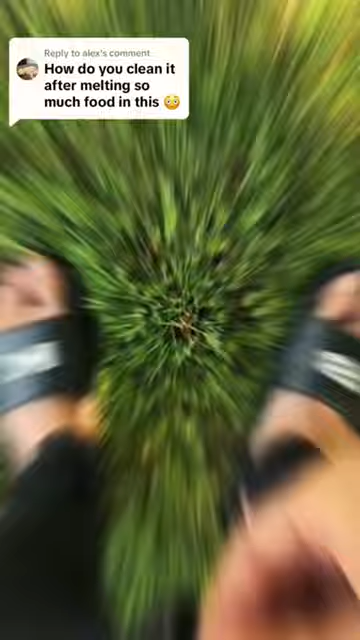 Reply to alex's comment
How do you clean it
after melting so
much food in this 😳